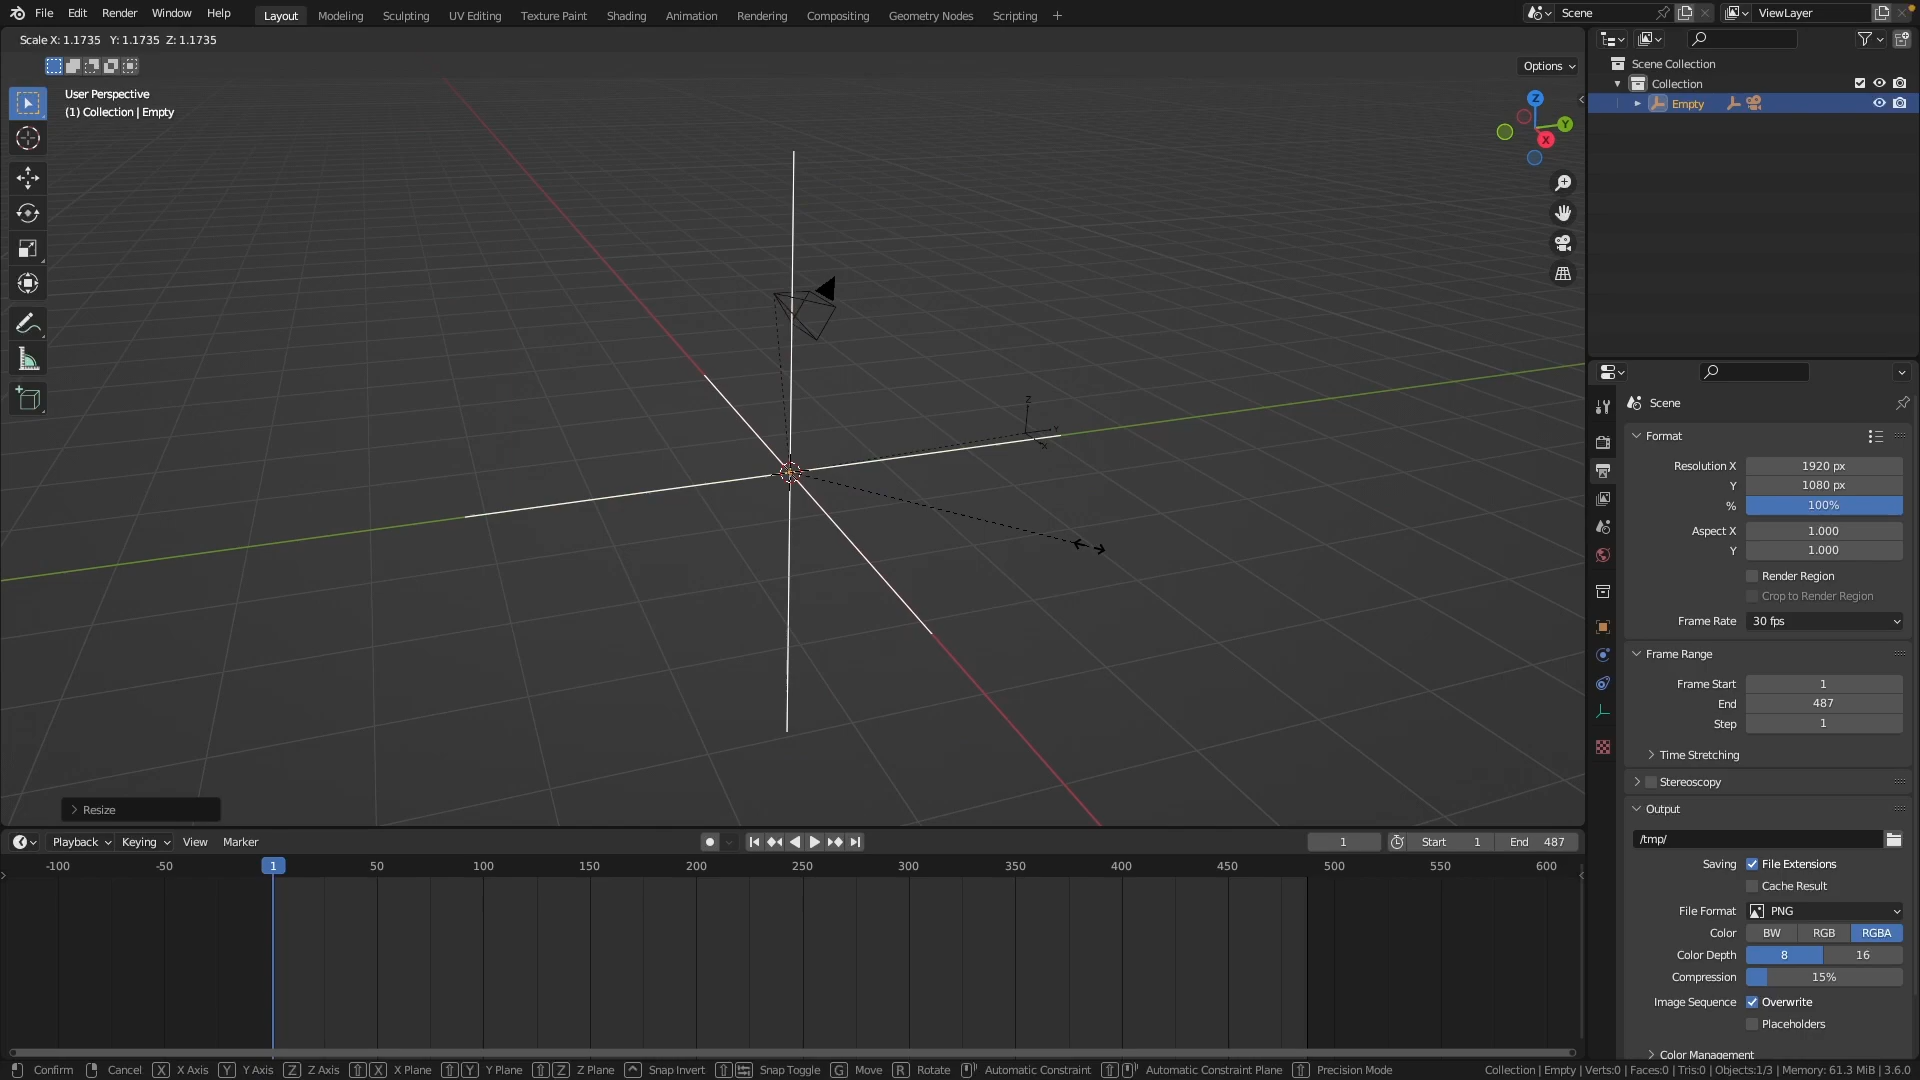 File Edit Render Window Help Layout Modeling Sculpting UV Editing Texture Paint Shading Animation Rendering Compositing Geometry Nodes Scripting + Scene ViewLayer
Scale X: 1.1735 Y: 1.1735 Z: 1.1735
Options
User Perspective
(1) Collection | Empty
Z
Y
X
Z
Y
X
Resize
Scene Collection
Collection
Empty
Scene
Format
Resolution X 1920 px
Y 1080 px
% 100%
Aspect X 1.000
Y 1.000
Render Region
Crop to Render Region
Frame Rate 30 fps
Frame Range
Frame Start 1
End 487
Step 1
Time Stretching
Stereoscopy
Output
/tmp/
Saving File Extensions
Cache Result
File Format PNG
Color BW RGB RGBA
Color Depth 8 16
Compression 15%
Image Sequence Overwrite
Placeholders
Color Management
Playback Keying View Marker 1 Start 1 End 487
-100 -50 1 50 100 150 200 250 300 350 400 450 500 550 600
Confirm Cancel X X Axis Y Y Axis Z Z Axis X X Plane Y Y Plane Z Z Plane Snap Invert Snap Toggle G Move R Rotate Automatic Constraint Automatic Constraint Plane Precision Mode Collection | Empty | Verts:0 | Faces:0 | Tris:0 | Objects:1/3 | Memory: 61.3 MiB | 3.6.0